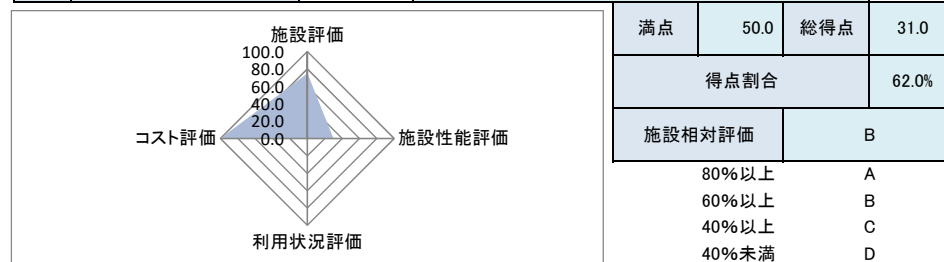 施設評価
100.0
80.0
60.0
40.0
20.0
0.0
コスト評価
施設性能評価
利用状況評価
満点 50.0 総得点 31.0
得点割合 62.0%
施設相対評価 B
80%以上 A
60%以上 B
40%以上 C
40%未満 D